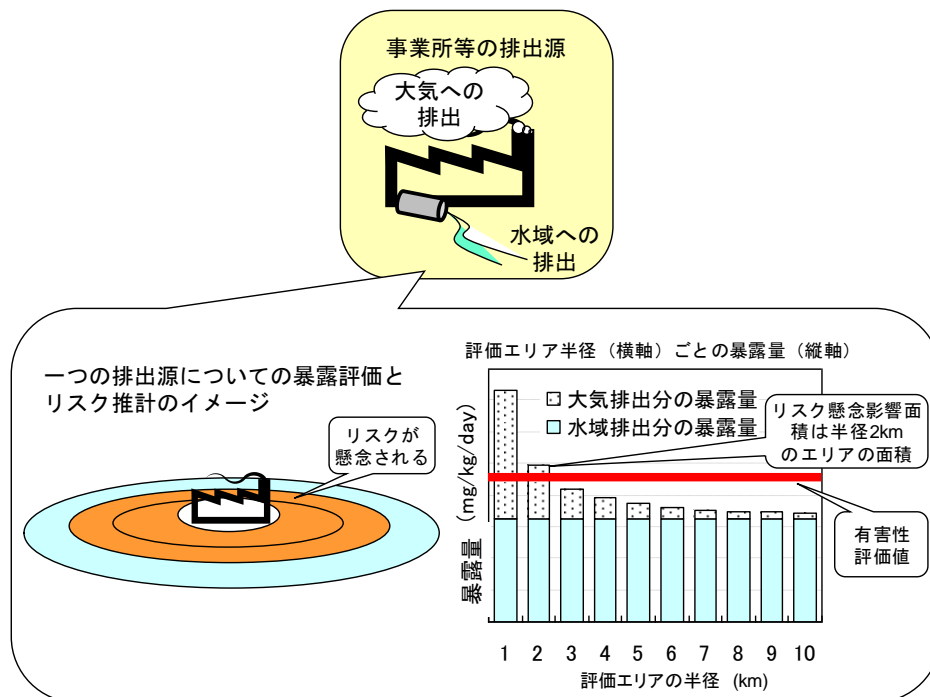 事業所等の排出源
大気への
排出
水域への
排出
一つの排出源についての暴露評価と
リスク推計のイメージ
リスクが
懸念される
評価エリア半径（横軸）ごとの暴露量（縦軸）
大気排出分の暴露量
水域排出分の暴露量
リスク懸念影響面
積は半径2km
のエリアの面積
有害性
評価値
暴露量 (mg/kg/day)
1 2 3 4 5 6 7 8 9 10
評価エリアの半径 (km)